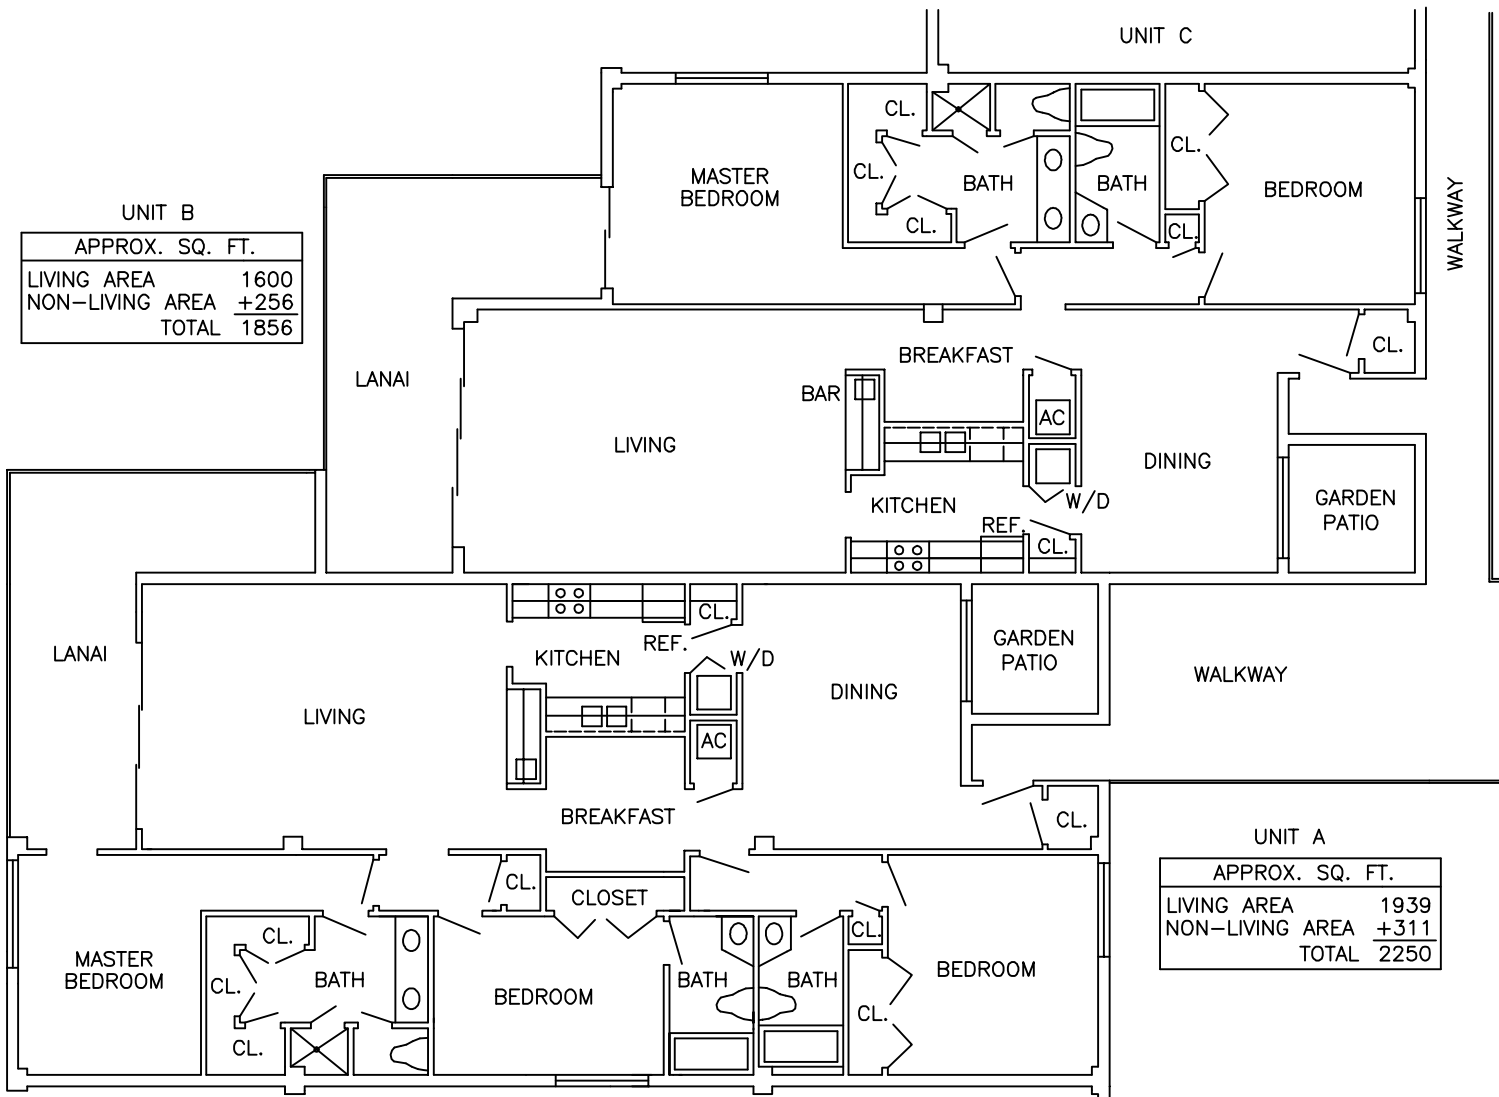 UNIT C
CL.
MASTER
BEDROOM
CL.
BATH
BATH
CL.
BEDROOM
WALKWAY
CL.
CL.
UNIT B
APPROX. SQ. FT.
LIVING AREA 1600
NON-LIVING AREA +256
TOTAL 1856
LANAI
BREAKFAST
CL.
BAR
AC
LIVING
DINING
KITCHEN
W/D
GARDEN
PATIO
REF.
CL.
LANAI
CL.
KITCHEN
REF.
W/D
GARDEN
PATIO
WALKWAY
LIVING
DINING
AC
BREAKFAST
CL.
UNIT A
APPROX. SQ. FT.
LIVING AREA 1939
NON-LIVING AREA +311
TOTAL 2250
CL.
CLOSET
MASTER
BEDROOM
CL.
CL.
BATH
CL.
BEDROOM
BATH
BATH
CL.
CL.
BEDROOM